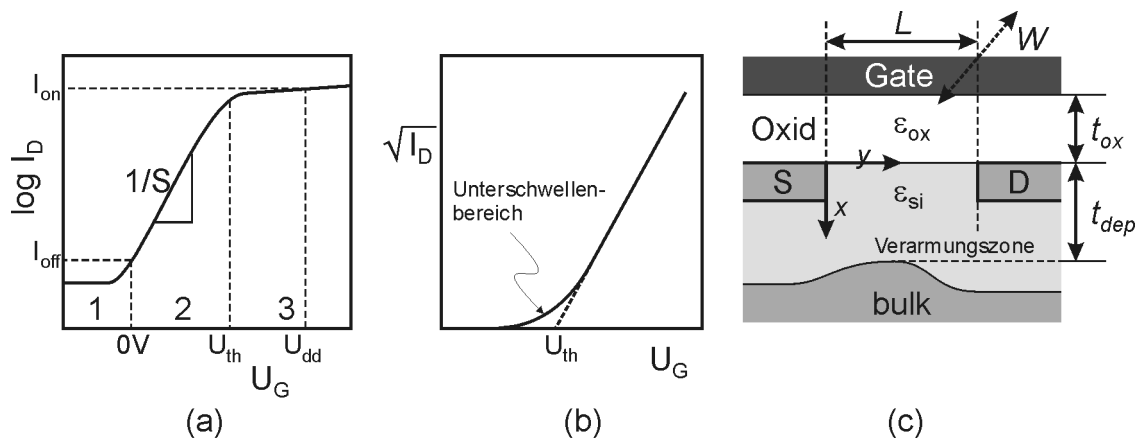 I_on
log I_D
1/S
I_off
1
2
3
0V
U_th
U_dd
U_G
(a)
√I_D
Unterschwellen-
bereich
U_th
U_G
(b)
L
W
Gate
Oxid
ε_ox
t_ox
y
S
D
x
ε_si
t_dep
Verarmungszone
bulk
(c)